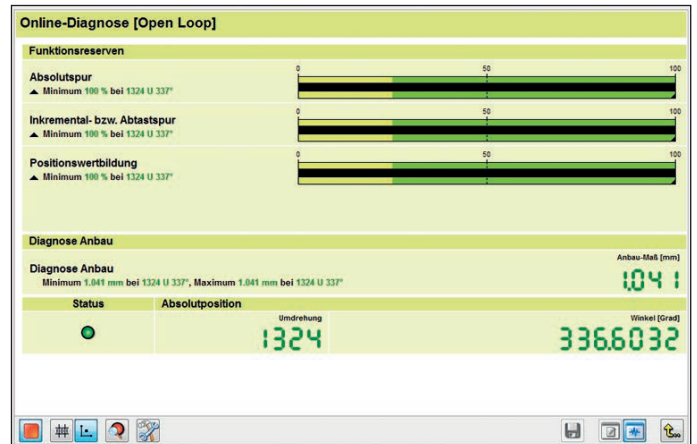 Online-Diagnose [Open Loop]
Funktionsreserven
Absolutspur
Minimum 100 % bei 1324 U 337°
0 50 100
Inkremental- bzw. Abtastspur
Minimum 100 % bei 1324 U 337°
0 50 100
Positionswertbildung
Minimum 100 % bei 1324 U 337°
0 50 100
Diagnose Anbau
Diagnose Anbau
Minimum 1.041 mm bei 1324 U 337°, Maximum 1.041 mm bei 1324 U 337°
Anbau-Maß [mm]
1.041
Status Absolutposition
Umdrehung
1324
Winkel [Grad]
336.6032